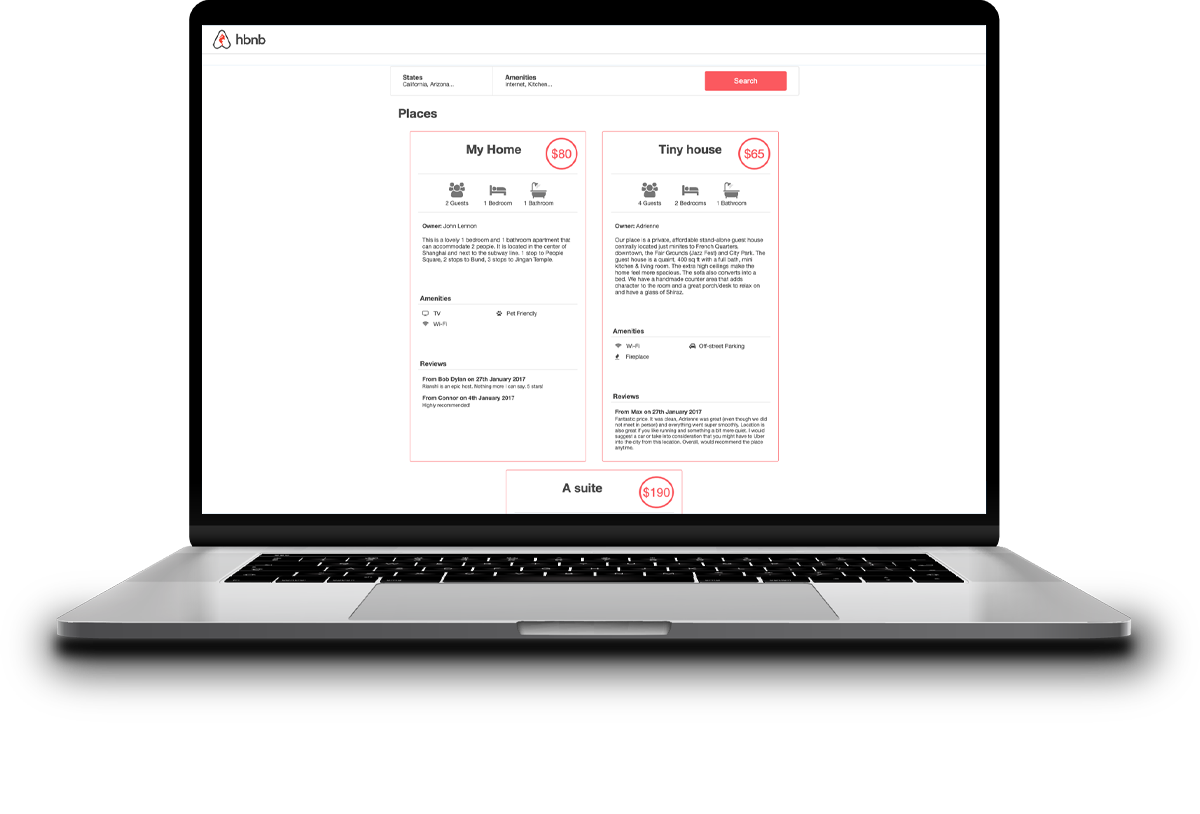 hbnb
States
California, Arizona...
Amenities
Internet, Kitchen...
Search
Places
My Home
$80
2 Guests
1 Bedroom
1 Bathroom
Owner: John Lennon
This is a lovely 1 bedroom and 1 bathroom apartment that
can accommodate 2 people. It is located in the center of
Shanghai and next to the subway line. 1 stop to People
Square, 2 stops to Bund, 3 stops to Jingan Temple.
Amenities
TV
Pet Friendly
Wi-Fi
Reviews
From Bob Dylan on 27th January 2017
is an epic host. Nothing more I can say. 5 stars!
From Connor on 4th January 2017
Highly recommended!
Tiny house
$65
4 Guests
2 Bedrooms
1 Bathroom
Owner: Adrienne
Our place is a private, affordable stand-alone guest house
centrally located just minites to French Quarters,
downtown, the Fair Grounds (Jazz Fest) and City Park. The
guest house is a quaint, 400 sq ft with a full bath, mini
kitchen & living room. The extra high ceilings make the
home feel more spacious. The sofa also converts into a
bed. We have a handmade counter area that adds
character to the room and a great porch/desk to relax on
and have a glass of Shiraz.
Amenities
Wi-Fi
Off-street Parking
Fireplace
Reviews
From Max on 27th January 2017
Fantastic price. It was clean, Adrienne was great (even though we did
not meet in person) and everything went super smoothly. Location is
also great if you like running and something a bit more quiet. I would
suggest a car or take into consideration that you might have to Uber
into the city from this location. Overall, would recommend the place
anytime.
A suite
$190